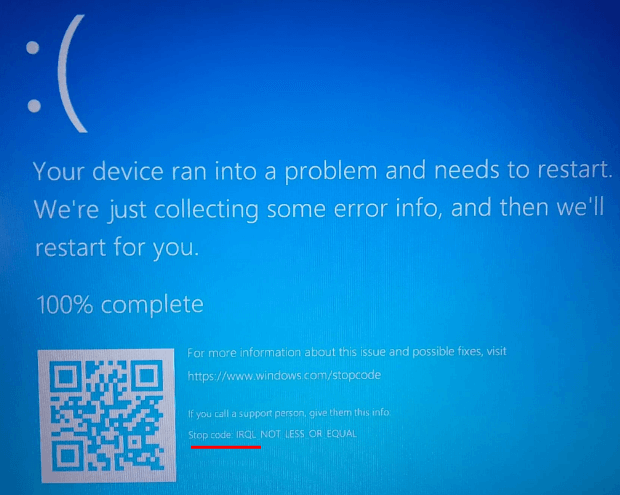 :(
Your device ran into a problem and needs to restart.
We're just collecting some error info, and then we'll
restart for you.
100% complete
For more information about this issue and possible fixes, visit
https://www.windows.com/stopcode
If you call a support person, give them this info
Stop code: IRQL NOT LESS OR EQUAL